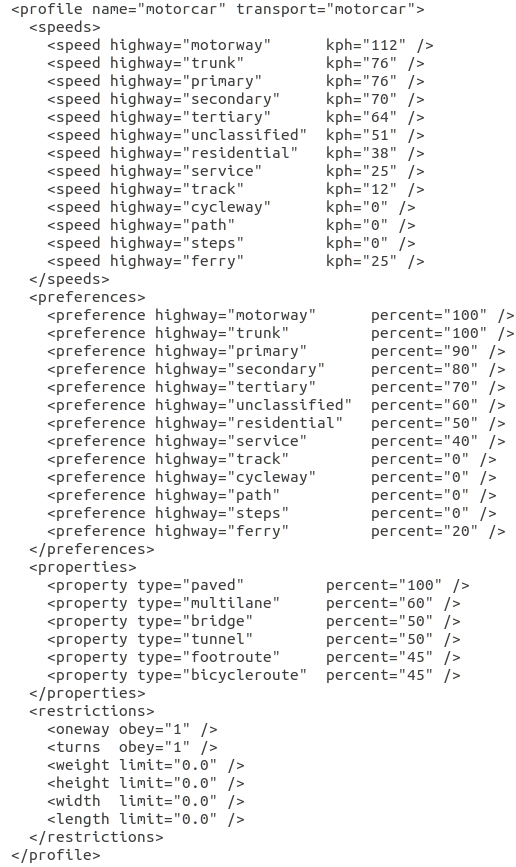 <profile name="motorcar" transport="motorcar">
  <speeds>
    <speed highway="motorway"      kph="112" />
    <speed highway="trunk"         kph="76" />
    <speed highway="primary"       kph="76" />
    <speed highway="secondary"     kph="70" />
    <speed highway="tertiary"      kph="64" />
    <speed highway="unclassified"  kph="51" />
    <speed highway="residential"   kph="38" />
    <speed highway="service"       kph="25" />
    <speed highway="track"         kph="12" />
    <speed highway="cycleway"      kph="0" />
    <speed highway="path"          kph="0" />
    <speed highway="steps"         kph="0" />
    <speed highway="ferry"         kph="25" />
  </speeds>
  <preferences>
    <preference highway="motorway"      percent="100" />
    <preference highway="trunk"         percent="100" />
    <preference highway="primary"       percent="90" />
    <preference highway="secondary"     percent="80" />
    <preference highway="tertiary"      percent="70" />
    <preference highway="unclassified"  percent="60" />
    <preference highway="residential"   percent="50" />
    <preference highway="service"       percent="40" />
    <preference highway="track"         percent="0" />
    <preference highway="cycleway"      percent="0" />
    <preference highway="path"          percent="0" />
    <preference highway="steps"         percent="0" />
    <preference highway="ferry"         percent="20" />
  </preferences>
  <properties>
    <property type="paved"         percent="100" />
    <property type="multilane"     percent="60" />
    <property type="bridge"        percent="50" />
    <property type="tunnel"        percent="50" />
    <property type="footroute"     percent="45" />
    <property type="bicycleroute"  percent="45" />
  </properties>
  <restrictions>
    <oneway obey="1" />
    <turns  obey="1" />
    <weight limit="0.0" />
    <height limit="0.0" />
    <width  limit="0.0" />
    <length limit="0.0" />
  </restrictions>
</profile>